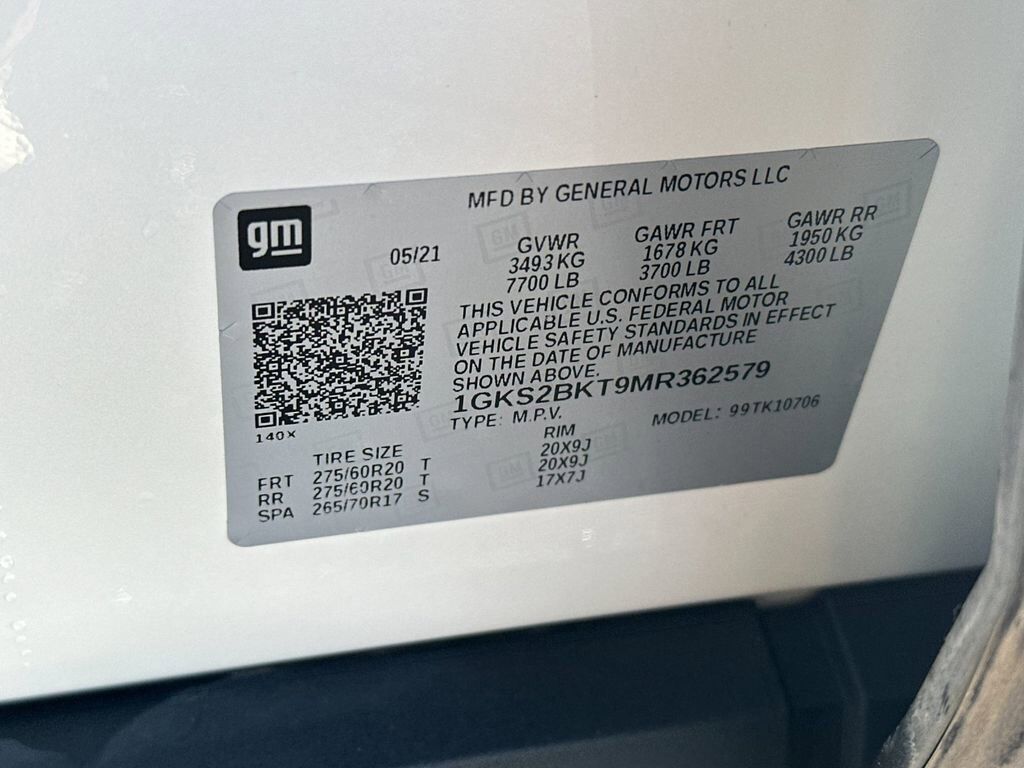 MFD BY GENERAL MOTORS LLC
gm
05/21
GVWR GAWR FRT GAWR RR
3493 KG 1678 KG 1950 KG
7700 LB 3700 LB 4300 LB
THIS VEHICLE CONFORMS TO ALL
APPLICABLE U.S. FEDERAL MOTOR
VEHICLE SAFETY STANDARDS IN EFFECT
ON THE DATE OF MANUFACTURE
SHOWN ABOVE.
1GKS2BKT9MR362579
TYPE: M.P.V. MODEL: 99TK10706
140X
TIRE SIZE RIM
FRT 275/60R20 T 20X9J
RR 275/60R20 T 20X9J
SPA 265/70R17 S 17X7J